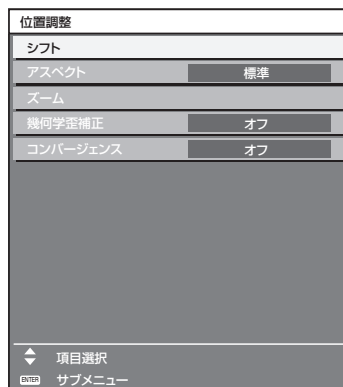 位置調整
シフト
アスペクト 標準
ズーム
幾何学歪補正 オフ
コンバージェンス オフ
項目選択
ENTER サブメニュー